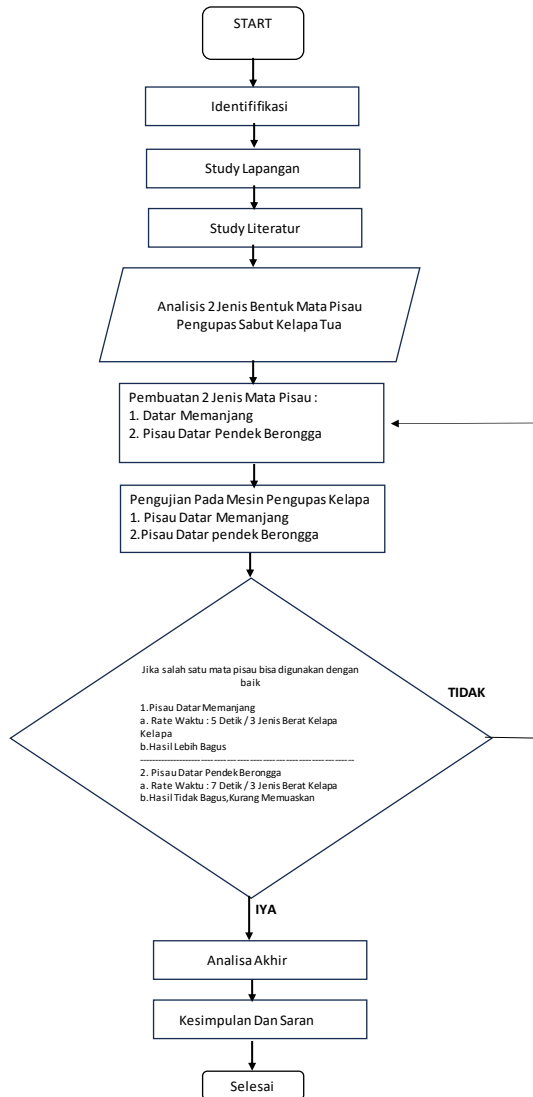 START
Identififikasi
Study Lapangan
Study Literatur
Analisis 2 Jenis Bentuk Mata Pisau
Pengupas Sabut Kelapa Tua
Pembuatan 2 Jenis Mata Pisau :
1. Datar Memanjang
2. Pisau Datar Pendek Berongga
Pengujian Pada Mesin Pengupas Kelapa
1. Pisau Datar Memanjang
2.Pisau Datar pendek Berongga
Jika salah satu mata pisau bisa digunakan dengan
baik
1.Pisau Datar Memanjang
a. Rate Waktu : 5 Detik / 3 Jenis Berat Kelapa
Kelapa
b.Hasil Lebih Bagus
2. Pisau Datar Pendek Berongga
a. Rate Waktu : 7 Detik / 3 Jenis Berat Kelapa
b.Hasil Tidak Bagus,Kurang Memuaskan
TIDAK
IYA
Analisa Akhir
Kesimpulan Dan Saran
Selesai